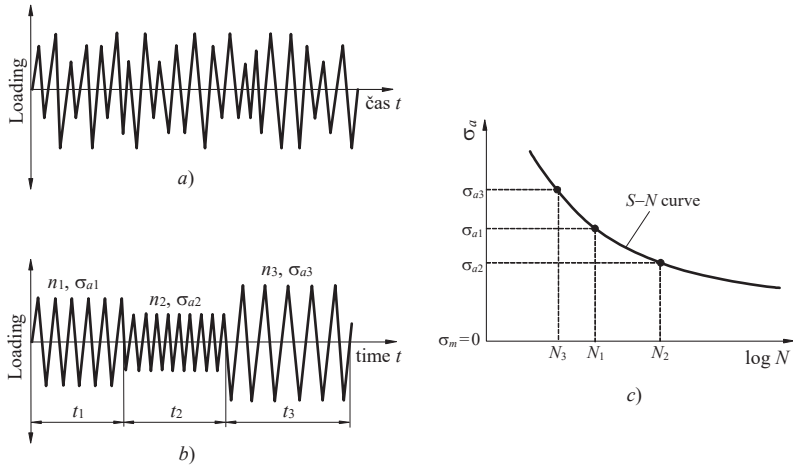 Loading
čas t
a)
Loading
n1, σa1
n2, σa2
n3, σa3
time t
t1
t2
t3
b)
σa
σa3
σa1
σa2
S–N curve
σm=0
N3
N1
N2
log N
c)